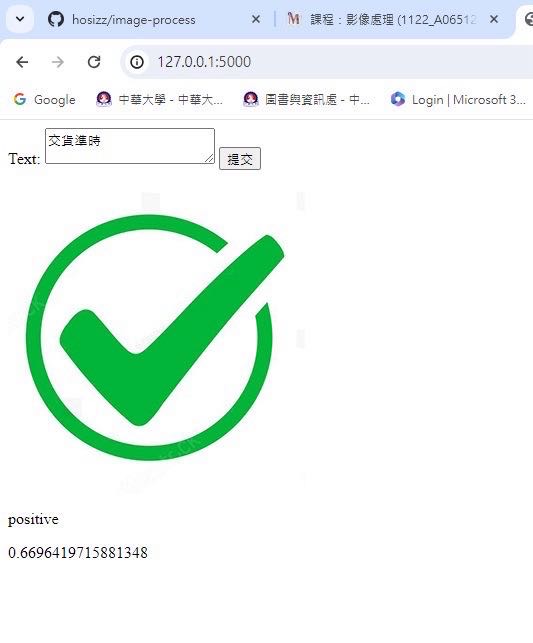 hosizz/image-process
課程：影像處理 (1122_A06512
127.0.0.1:5000
Google
中華大學 - 中華大...
圖書與資訊處 - 中...
Login | Microsoft 3...
Text: 交貨準時 提交
positive
0.6696419715881348